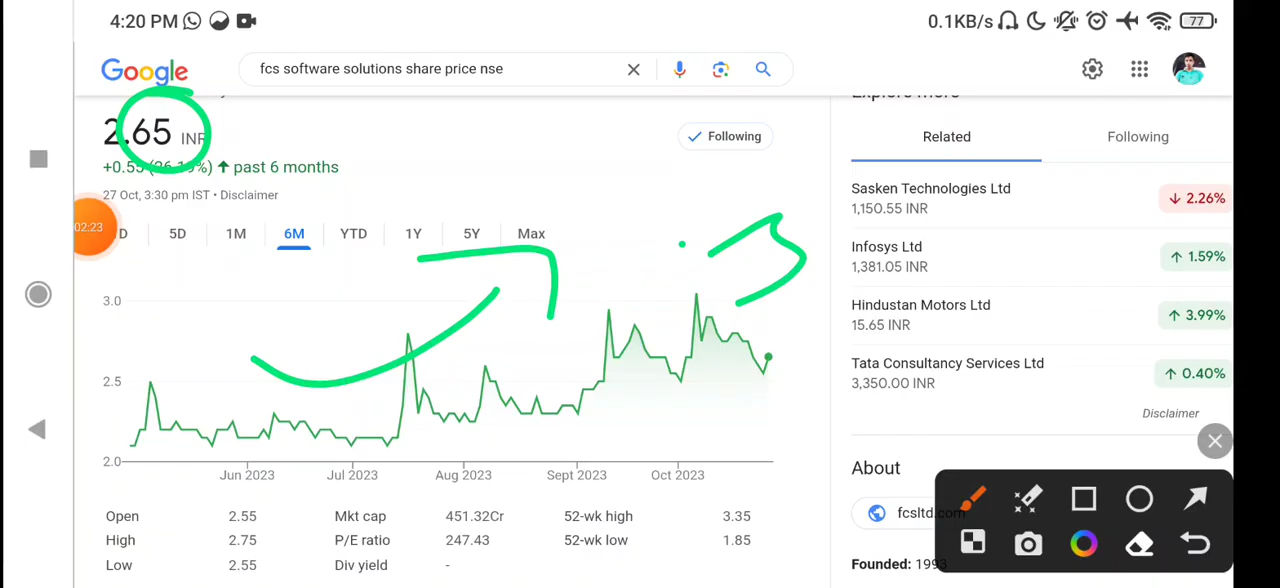 4:20 PM
0.1KB/s
77
Google
fcs software solutions share price nse
2.65 INR
Following
past 6 months
27 Oct, 3:30 pm IST • Disclaimer
02:23
D 5D 1M 6M YTD 1Y 5Y Max
3.0
2.5
2.0
Jun 2023 Jul 2023 Aug 2023 Sept 2023 Oct 2023
Open 2.55 Mkt cap 451.32Cr 52-wk high 3.35
High 2.75 P/E ratio 247.43 52-wk low 1.85
Low 2.55 Div yield -
Explore more
Related Following
Sasken Technologies Ltd
1,150.55 INR
2.26%
Infosys Ltd
1,381.05 INR
1.59%
Hindustan Motors Ltd
15.65 INR
3.99%
Tata Consultancy Services Ltd
3,350.00 INR
0.40%
Disclaimer
About
fcsltd.com
Founded: 1993